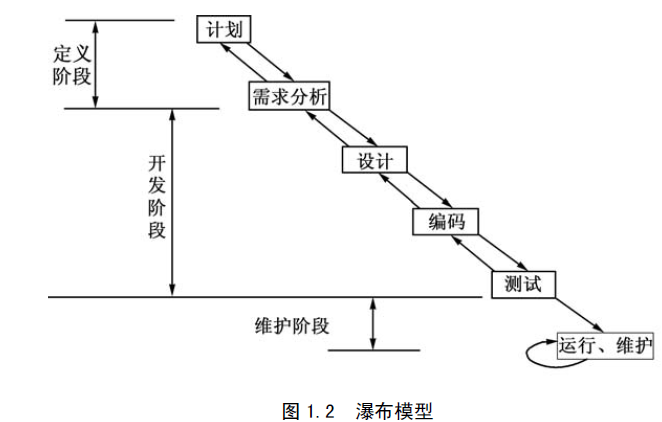 计划
定义
阶段
需求分析
设计
开
发
阶
段
编码
测试
维护阶段
运行、维护
图 1.2 瀑布模型